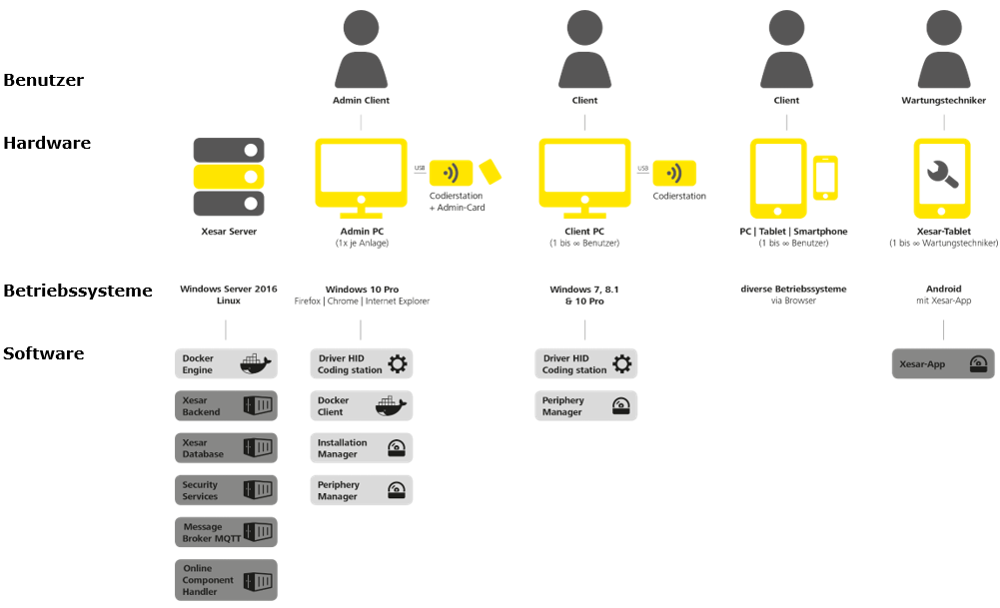 Benutzer
Admin Client
Client
Client
Wartungstechniker
Hardware
USB
USB
Codierstation
+ Admin-Card
Codierstation
Xesar Server
Admin PC
(1x je Anlage)
Client PC
(1 bis ∞ Benutzer)
PC | Tablet | Smartphone
(1 bis ∞ Benutzer)
Xesar-Tablet
(1 bis ∞ Wartungstechniker)
Betriebssysteme
Windows Server 2016
Linux
Windows 10 Pro
Firefox | Chrome | Internet Explorer
Windows 7, 8.1
& 10 Pro
diverse Betriebssysteme
via Browser
Android
mit Xesar-App
Software
Docker
Engine
Xesar
Backend
Xesar
Database
Security
Services
Message
Broker MQTT
Online
Component
Handler
Driver HID
Coding station
Docker
Client
Installation
Manager
Periphery
Manager
Driver HID
Coding station
Periphery
Manager
Xesar-App